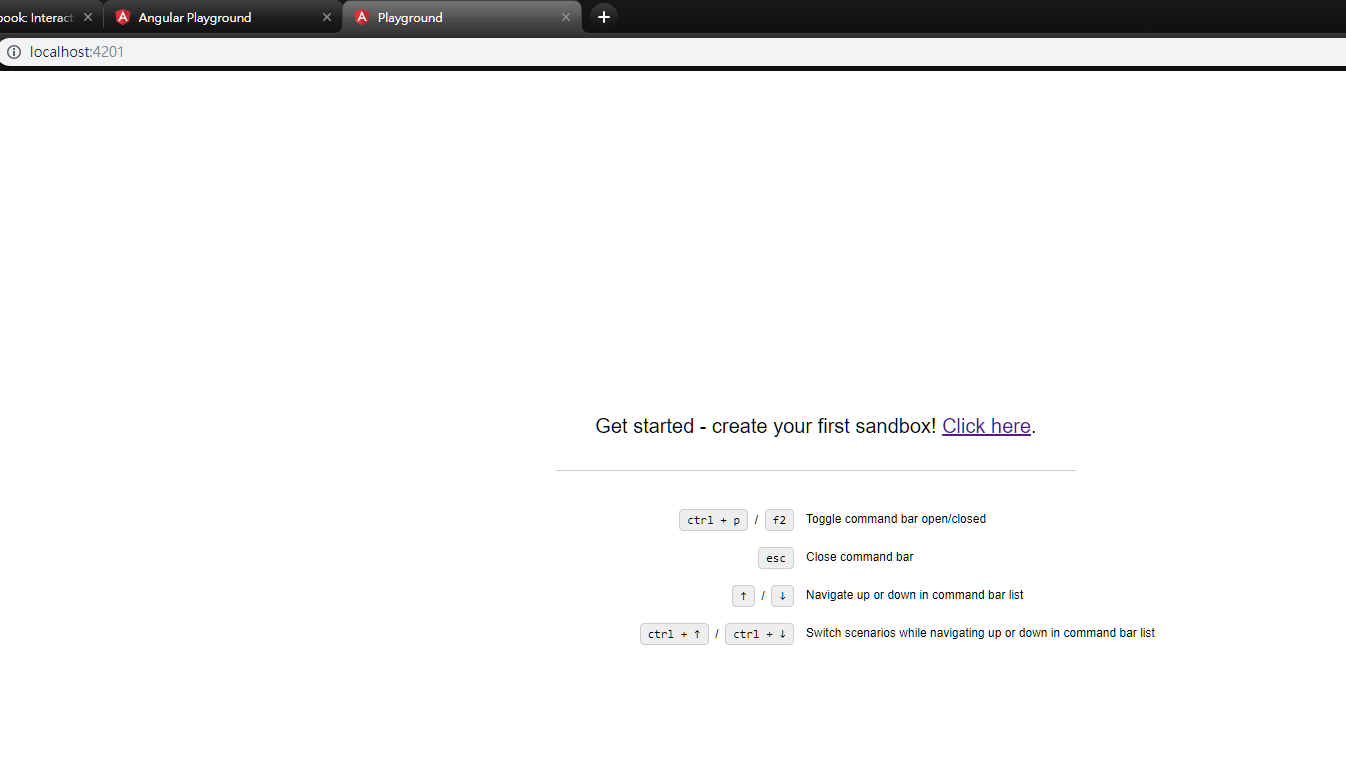 book: Interact
Angular Playground
Playground
localhost:4201
Get started - create your first sandbox! Click here.
ctrl + p / f2 Toggle command bar open/closed
esc Close command bar
↑ / ↓ Navigate up or down in command bar list
ctrl + ↑ / ctrl + ↓ Switch scenarios while navigating up or down in command bar list